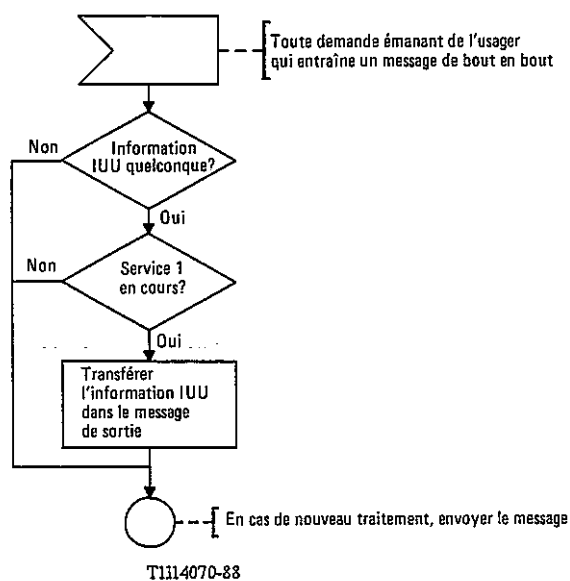 Toute demande émanant de l'usager
qui entraîne un message de bout en bout
Non
Information
IUU quelconque?
Oui
Non
Service 1
en cours?
Oui
Transférer
l'information IUU
dans le message
de sortie
En cas de nouveau traitement, envoyer le message
T1114070-88